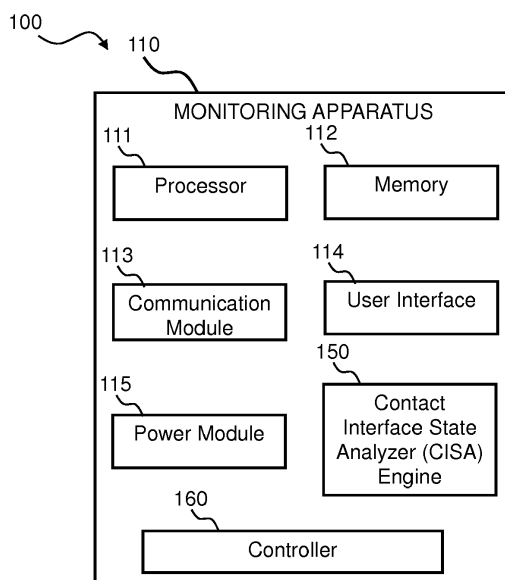 100
110
MONITORING APPARATUS
111
Processor
112
Memory
113
Communication
Module
114
User Interface
115
Power Module
150
Contact
Interface State
Analyzer (CISA)
Engine
160
Controller